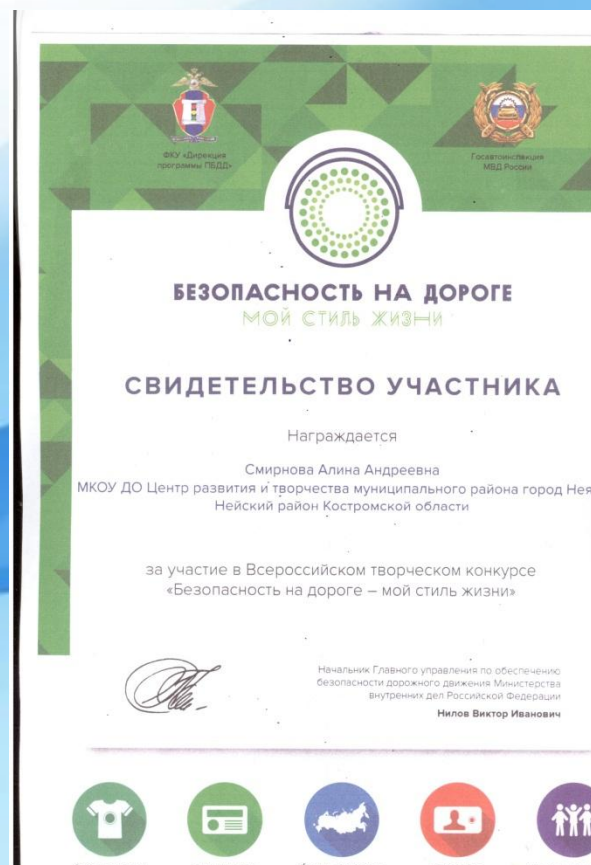 ФКУ «Дирекция
программы ПБДД»
Госавтоинспекция
МВД России
БЕЗОПАСНОСТЬ НА ДОРОГЕ
МОЙ СТИЛЬ ЖИЗНИ
СВИДЕТЕЛЬСТВО УЧАСТНИКА
Награждается
Смирнова Алина Андреевна
МКОУ ДО Центр развития и творчества муниципального района город Нея
Нейский район Костромской области
за участие в Всероссийском творческом конкурсе
«Безопасность на дороге – мой стиль жизни»
Начальник Главного управления по обеспечению
безопасности дорожного движения Министерства
внутренних дел Российской Федерации
Нилов Виктор Иванович